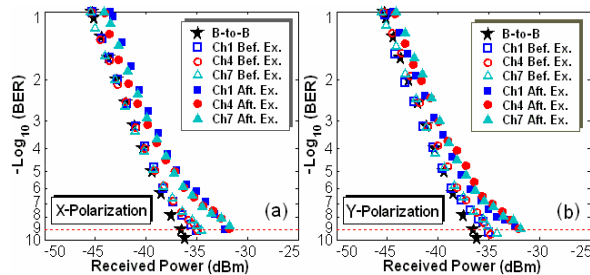 1
2
3
4
5
6
7
8
9
10
-Log10 (BER)
B-to-B
Ch1 Bef. Ex.
Ch4 Bef. Ex.
Ch7 Bef. Ex.
Ch1 Aft. Ex.
Ch4 Aft. Ex.
Ch7 Aft. Ex.
X-Polarization
(a)
-50 -45 -40 -35 -30 -25
Received Power (dBm)
1
2
3
4
5
6
7
8
9
10
-Log10 (BER)
B-to-B
Ch1 Bef. Ex.
Ch4 Bef. Ex.
Ch7 Bef. Ex.
Ch1 Aft. Ex.
Ch4 Aft. Ex.
Ch7 Aft. Ex.
Y-Polarization
(b)
-50 -45 -40 -35 -30 -25
Received Power (dBm)